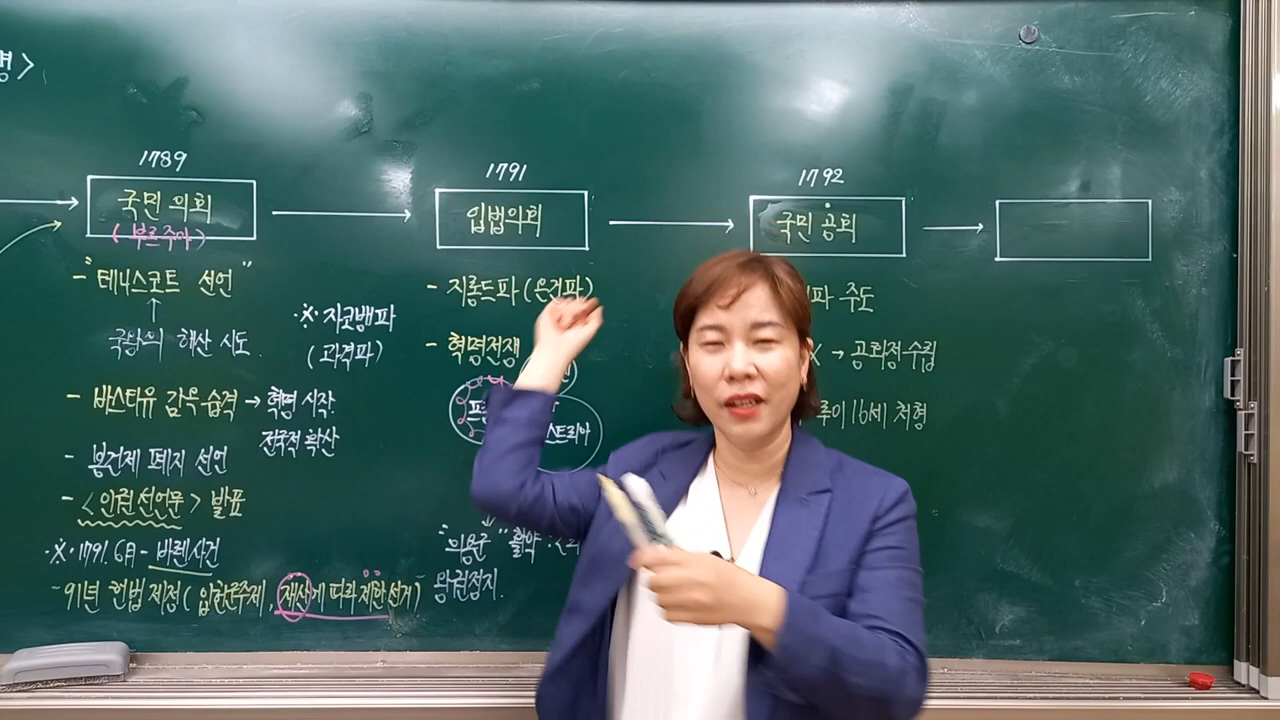 1789
국민 의회
(부르주아)
- "테니스코트 선언"
↑
국왕의 해산 시도.
- 바스티유 감옥 습격 → 혁명 시작.
전국적 확산
- 봉건제 폐지 선언
- <인권선언문> 발표
※ 1791. 6月 - 바렌사건
- 91년 헌법 제정 (입헌군주제, 재산에 따라 제한선거)
※ 자코뱅파
(과격파)
1791
입법의회
- 지롱드파 (온건파)
- 혁명전쟁
스트리아
"의용군" 활약
왕권정지.
1792
국민 공회
파 주도
→ 공화정 수립
루이 16세 처형